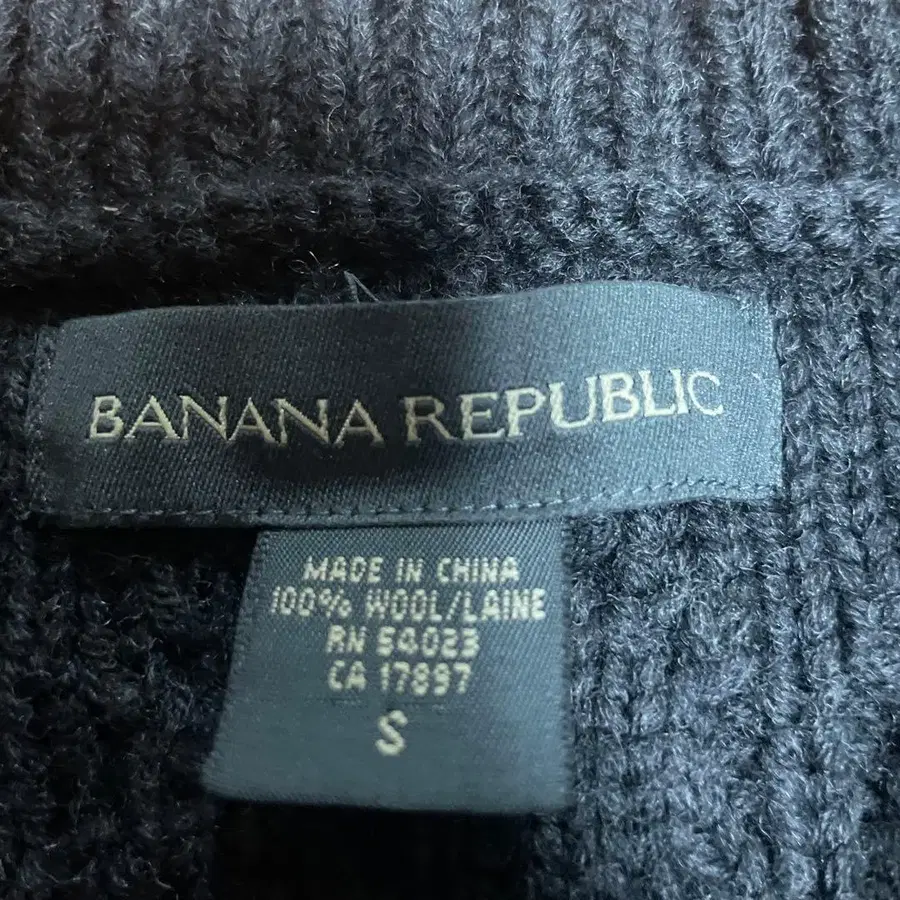 BANANA REPUBLIC
MADE IN CHINA
100% WOOL/LAINE
RN 54023
CA 17897
S